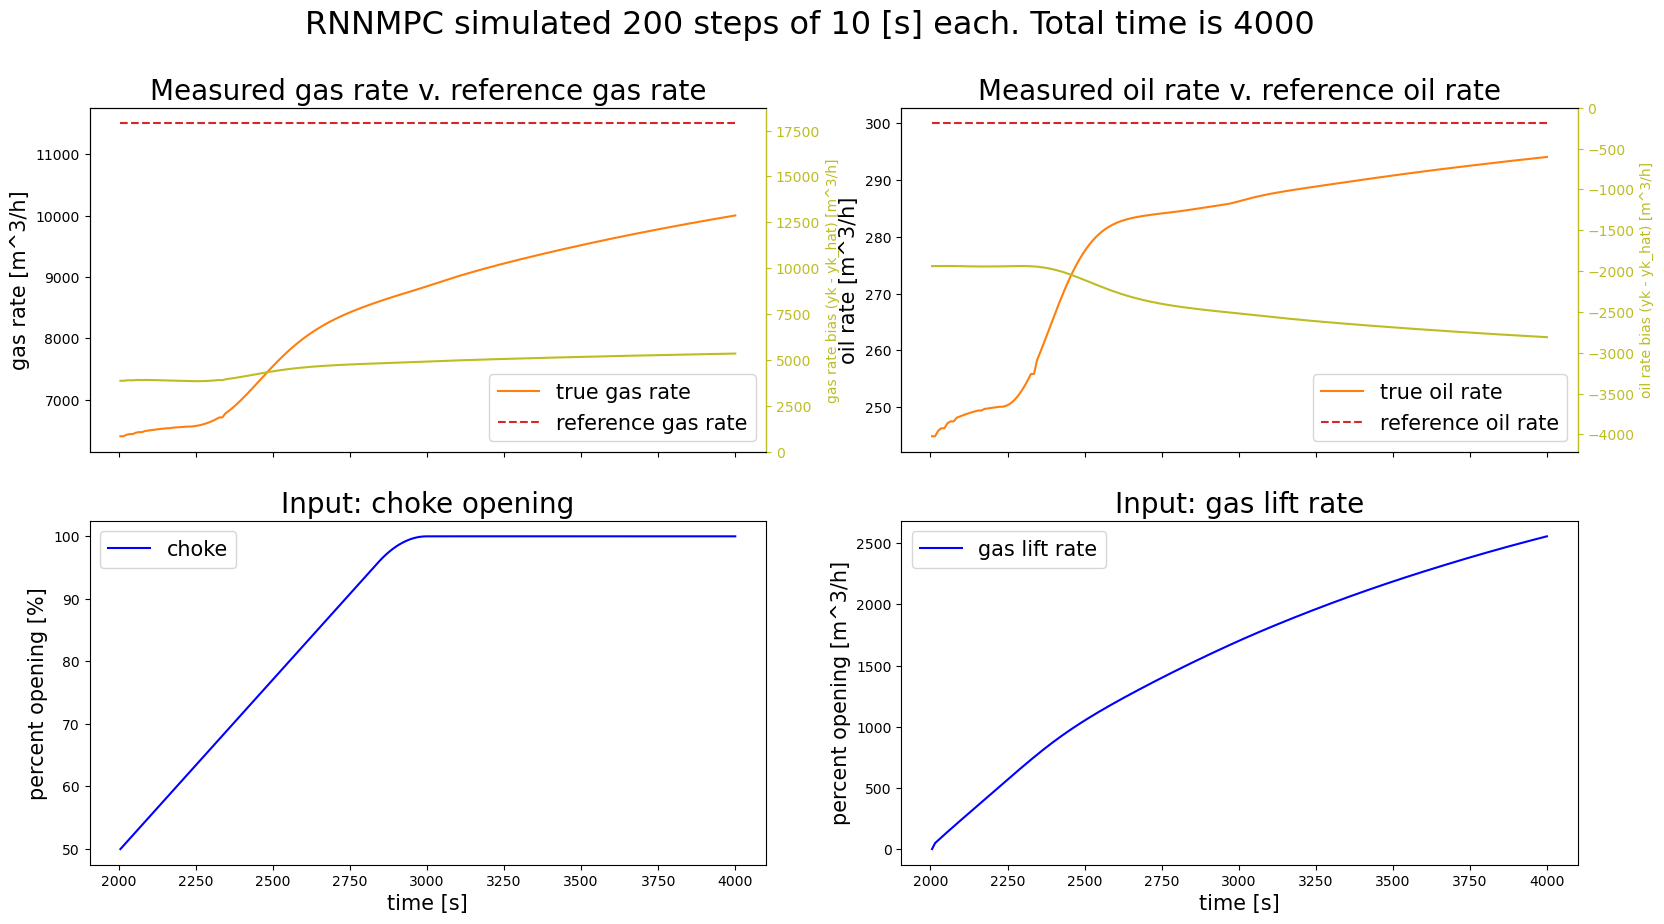 RNNMPC simulated 200 steps of 10 [s] each. Total time is 4000
Measured gas rate v. reference gas rate
gas rate [m^3/h]
11000
10000
9000
8000
7000
17500
15000
12500
10000
7500
5000
2500
0
gas rate bias (yk - yk_hat) [m^3/h]
true gas rate
reference gas rate
Measured oil rate v. reference oil rate
oil rate [m^3/h]
300
290
280
270
260
250
0
−500
−1000
−1500
−2000
−2500
−3000
−3500
−4000
oil rate bias (yk - yk_hat) [m^3/h]
true oil rate
reference oil rate
Input: choke opening
percent opening [%]
100
90
80
70
60
50
choke
2000 2250 2500 2750 3000 3250 3500 3750 4000
time [s]
Input: gas lift rate
percent opening [m^3/h]
2500
2000
1500
1000
500
0
gas lift rate
2000 2250 2500 2750 3000 3250 3500 3750 4000
time [s]